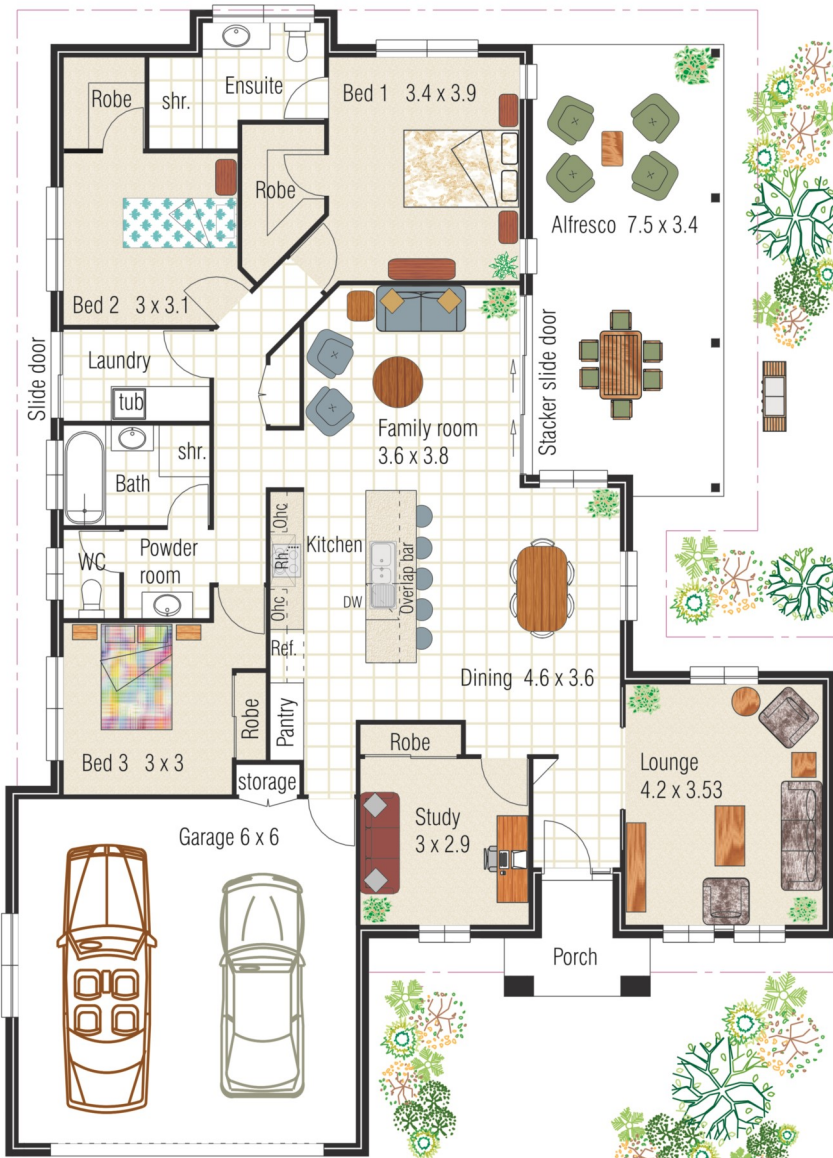 Robe
shr.
Ensuite
Bed 1 3.4 x 3.9
Robe
Alfresco 7.5 x 3.4
Bed 2 3 x 3.1
Slide door
Laundry
tub
Stacker slide door
Family room
3.6 x 3.8
shr.
Bath
Ohc
Kitchen
Rh.
Overlap bar
WC
Powder
room
DW
Ohc
Ref.
Dining 4.6 x 3.6
Robe
Pantry
Bed 3 3 x 3
Robe
storage
Lounge
4.2 x 3.53
Garage 6 x 6
Study
3 x 2.9
Porch